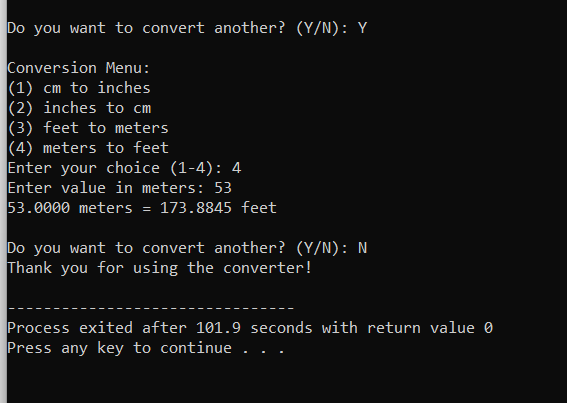 Do you want to convert another? (Y/N): Y
Conversion Menu:
(1) cm to inches
(2) inches to cm
(3) feet to meters
(4) meters to feet
Enter your choice (1-4): 4
Enter value in meters: 53
53.0000 meters = 173.8845 feet
Do you want to convert another? (Y/N): N
Thank you for using the converter!
--------------------------------
Process exited after 101.9 seconds with return value 0
Press any key to continue . . .